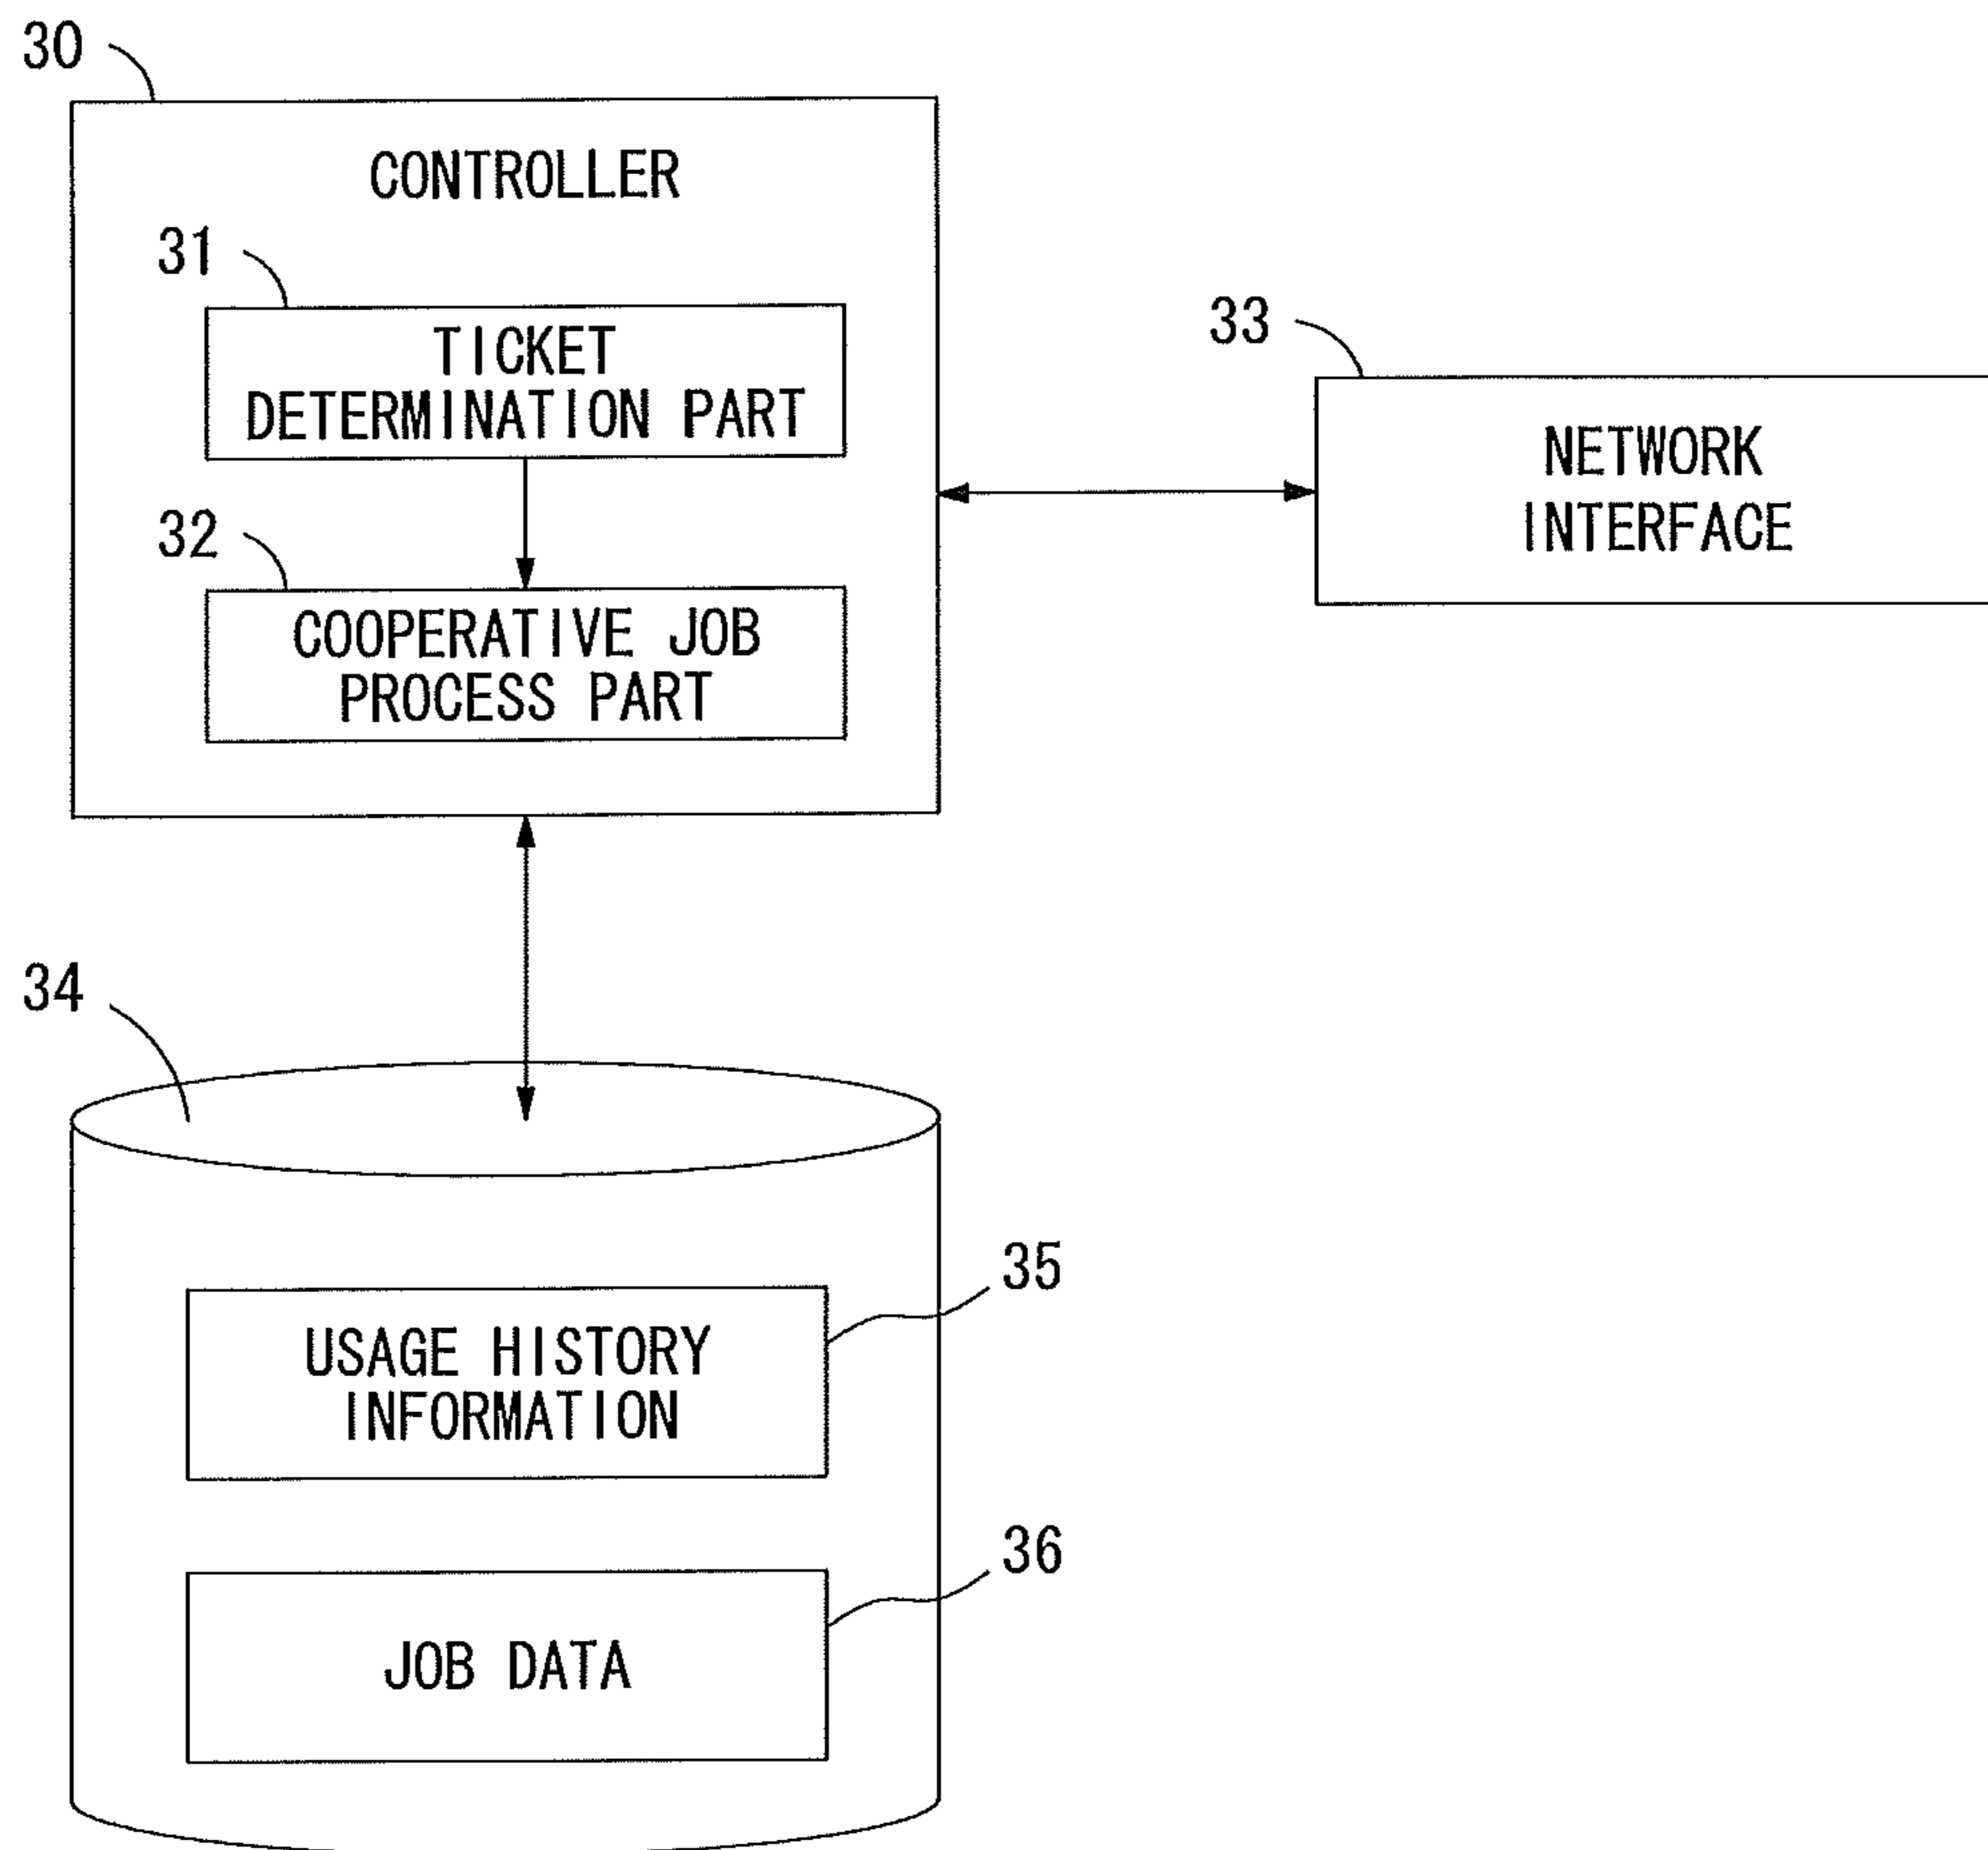 30
CONTROLLER
31
TICKET
DETERMINATION PART
32
COOPERATIVE JOB
PROCESS PART
33
NETWORK
INTERFACE
34
35
USAGE HISTORY
INFORMATION
36
JOB DATA